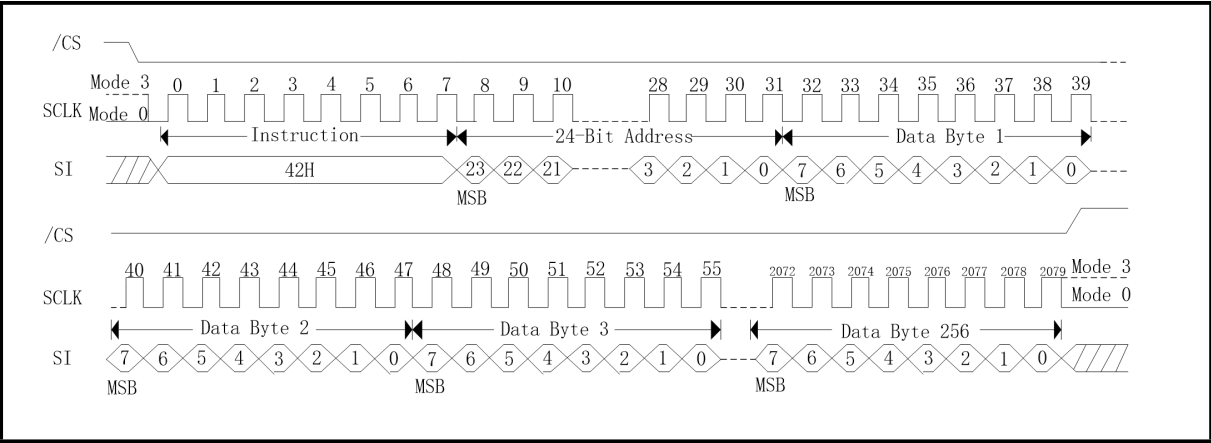 /CS
Mode 3 0 1 2 3 4 5 6 7 8 9 10 28 29 30 31 32 33 34 35 36 37 38 39
SCLK Mode 0
Instruction 24-Bit Address Data Byte 1
SI 42H 23 22 21 3 2 1 0 7 6 5 4 3 2 1 0
MSB MSB
/CS
40 41 42 43 44 45 46 47 48 49 50 51 52 53 54 55 2072 2073 2074 2075 2076 2077 2078 2079 Mode 3
SCLK Mode 0
Data Byte 2 Data Byte 3 Data Byte 256
SI 7 6 5 4 3 2 1 0 7 6 5 4 3 2 1 0 7 6 5 4 3 2 1 0
MSB MSB MSB